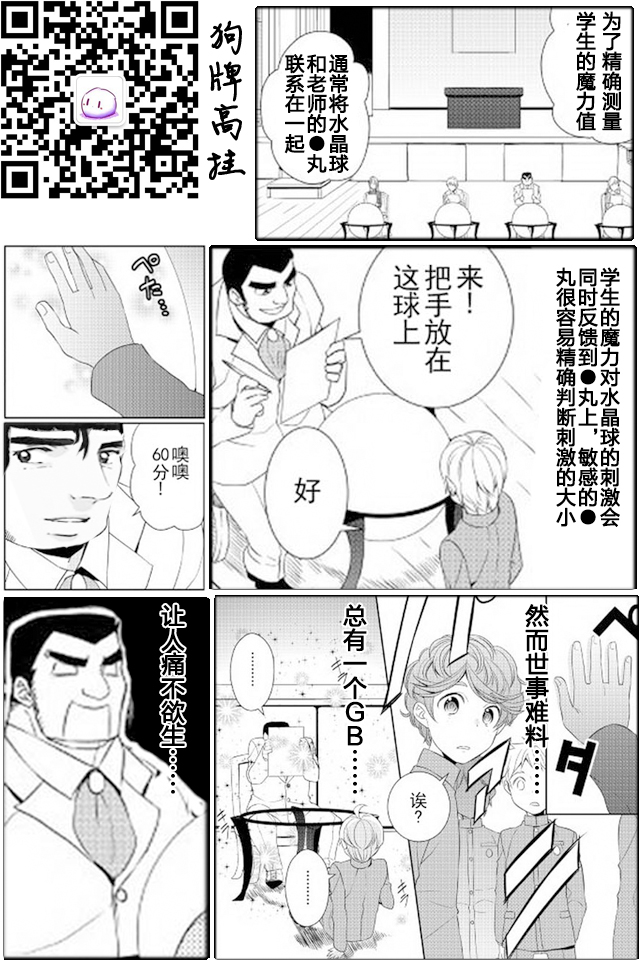 狗牌高挂
为了精确测量
学生的魔力值
通常将水晶球
和老师的●丸
联系在一起
学生的魔力对水晶球的刺激会
同时反馈到●丸上,敏感的●
丸很容易精确判断刺激的大小
来!
把手放在
这球上
好
ぺた…
噢噢
60分!
ペタ
然而世事难料……
诶?
总有一个GB……
……
……
让人痛不欲生……